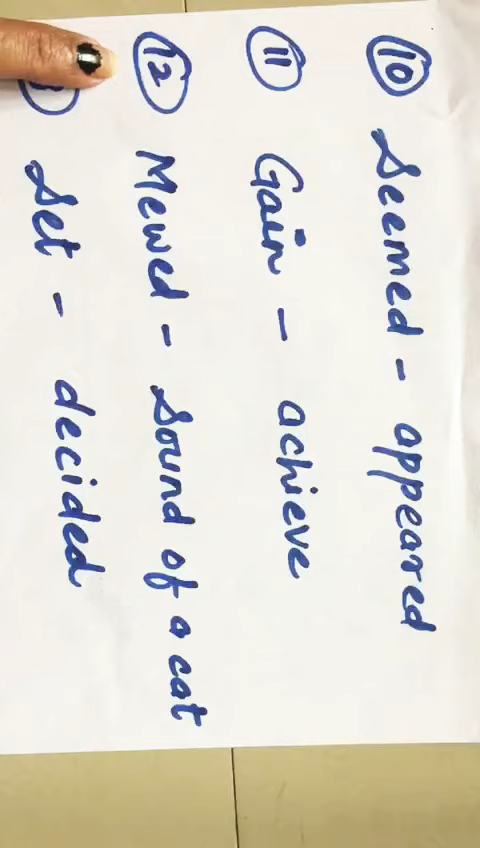 10 Seemed - appeared
11 Gain - achieve
12 Mewed - Sound of a cat
Set - decided